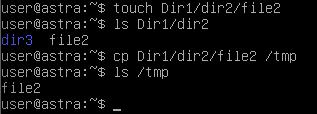 user@astra:~$ touch Dir1/dir2/file2
user@astra:~$ ls Dir1/dir2
dir3  file2
user@astra:~$ cp Dir1/dir2/file2 /tmp
user@astra:~$ ls /tmp
file2
user@astra:~$ _